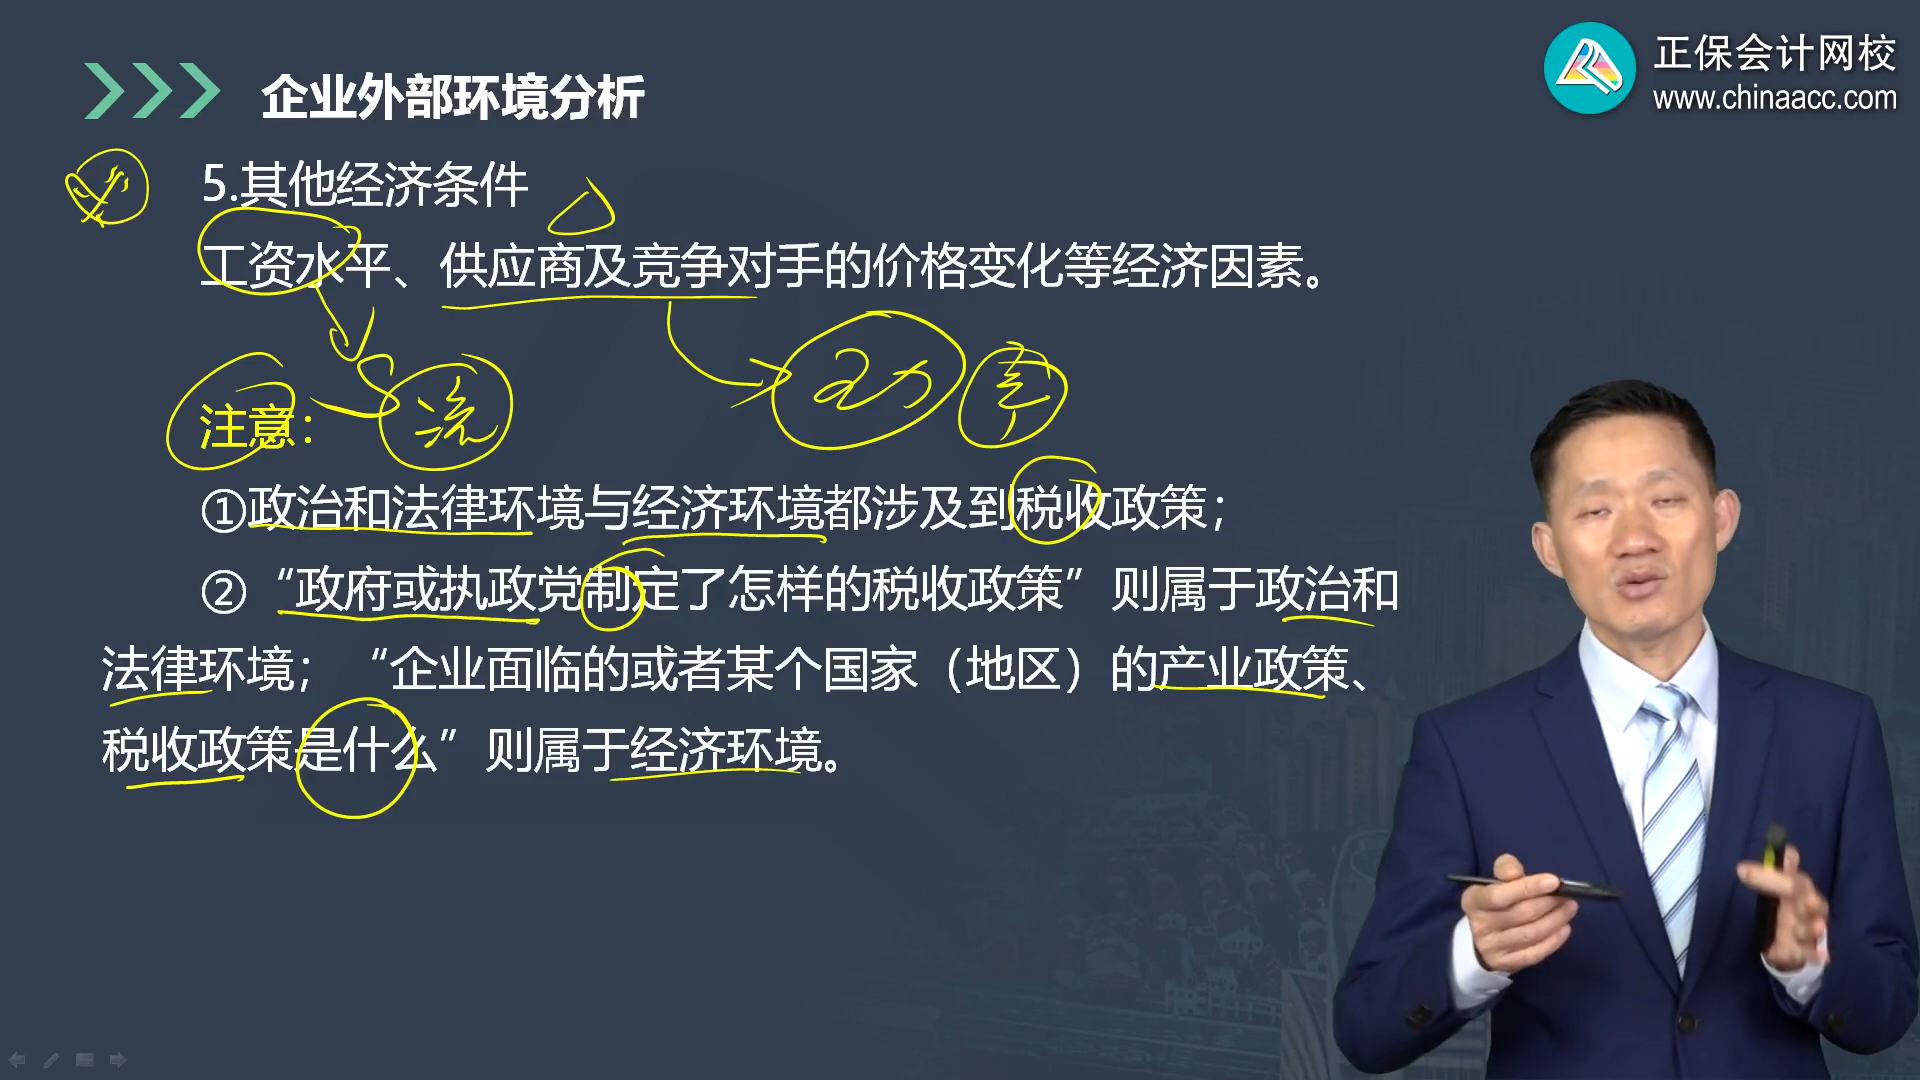 正保会计网校
www.chinaacc.com
企业外部环境分析
5.其他经济条件
工资水平、供应商及竞争对手的价格变化等经济因素。
注意：
①政治和法律环境与经济环境都涉及到税收政策；
②“政府或执政党制定了怎样的税收政策”则属于政治和
法律环境；“企业面临的或者某个国家（地区）的产业政策、
税收政策是什么”则属于经济环境。